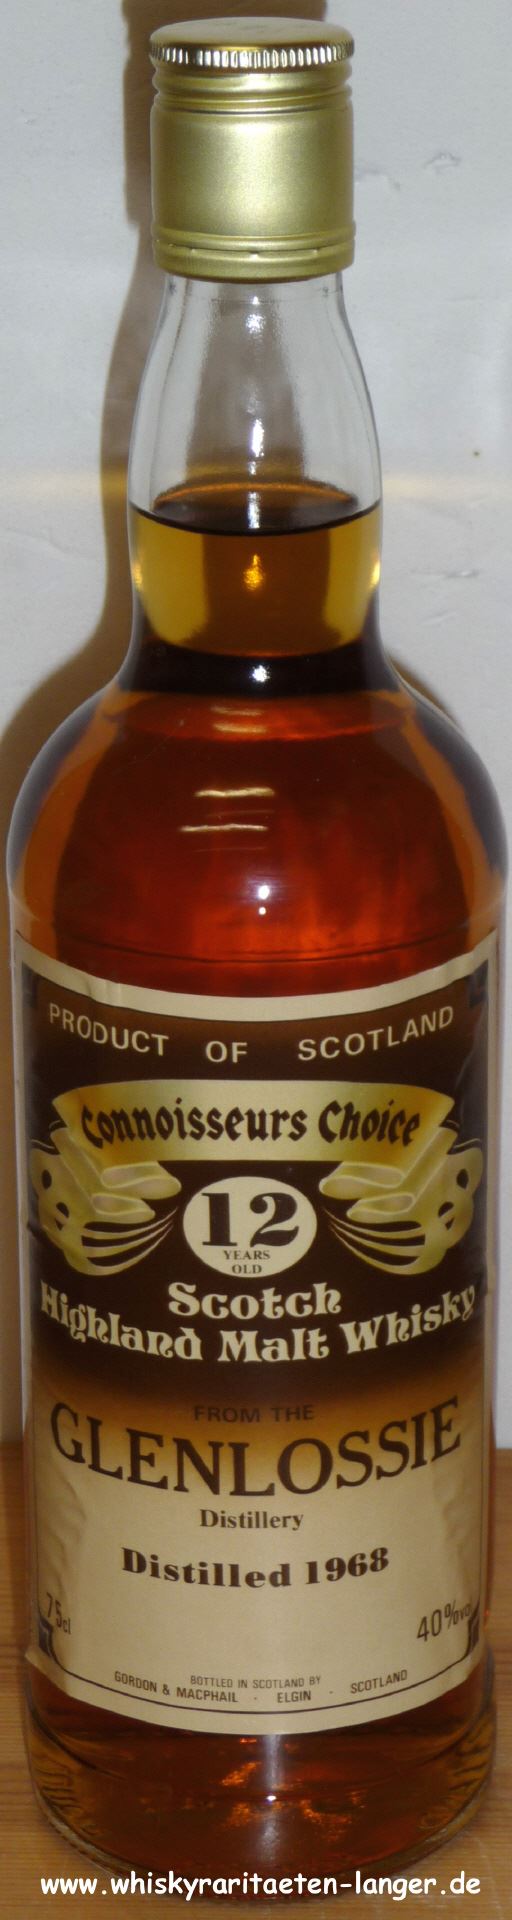 PRODUCT OF SCOTLAND
Connoisseurs Choice
12
YEARS
OLD
Scotch
Highland Malt Whisky
FROM THE
GLENLOSSIE
Distillery
Distilled 1968
75cl
40%vol
BOTTLED IN SCOTLAND BY
GORDON & MACPHAIL · ELGIN · SCOTLAND
www.whiskyraritaeten-langer.de